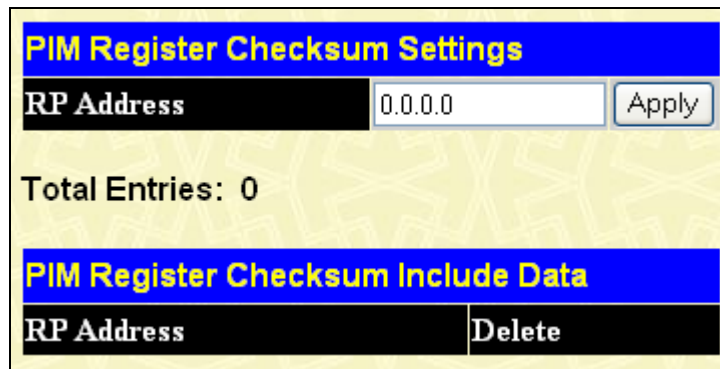 PIM Register Checksum Settings
RP Address 0.0.0.0 Apply
Total Entries: 0
PIM Register Checksum Include Data
RP Address Delete